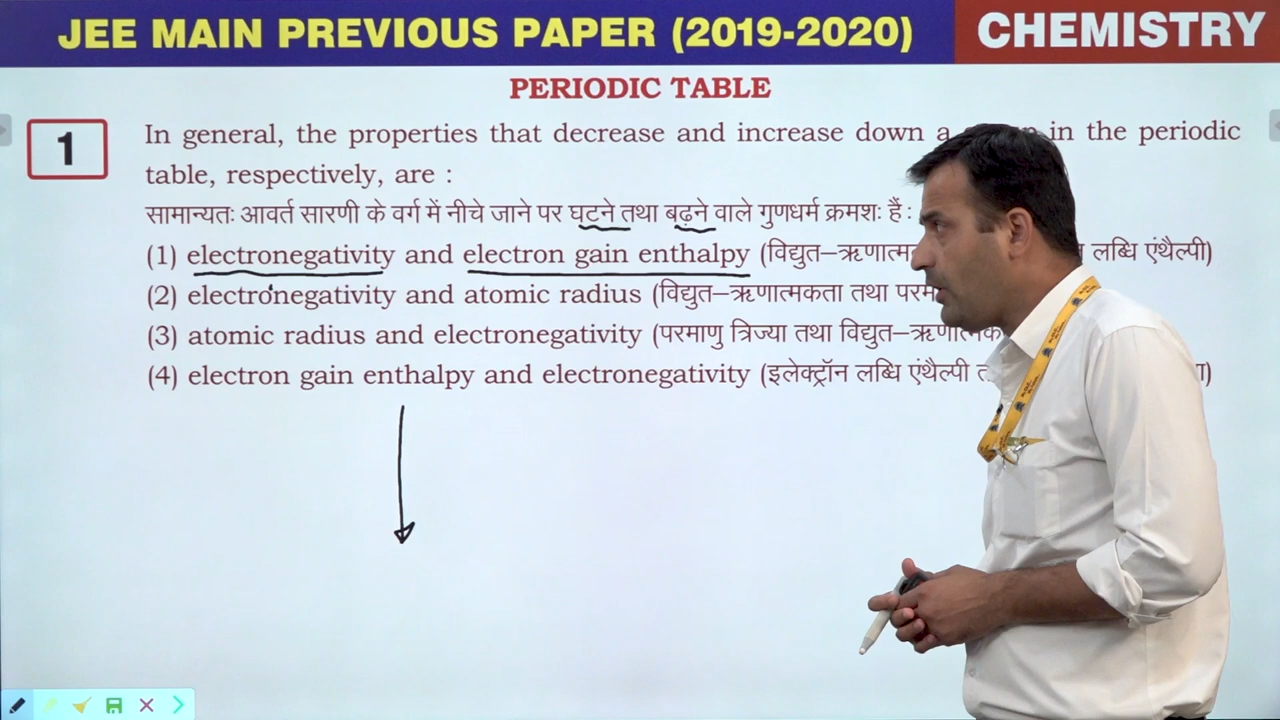 JEE MAIN PREVIOUS PAPER (2019-2020)
CHEMISTRY
PERIODIC TABLE
1
In general, the properties that decrease and increase down a in the periodic
table, respectively, are :
सामान्यतः आवर्त सारणी के वर्ग में नीचे जाने पर घटने तथा बढ़ने वाले गुणधर्म क्रमशः हैं :
(1) electronegativity and electron gain enthalpy (विद्युत–ऋणात्मकता लब्धि एंथैल्पी)
(2) electronegativity and atomic radius (विद्युत–ऋणात्मकता तथा
(3) atomic radius and electronegativity (परमाणु त्रिज्या तथा
(4) electron gain enthalpy and electronegativity (इलेक्ट्रॉन लब्धि एंथैल्पी